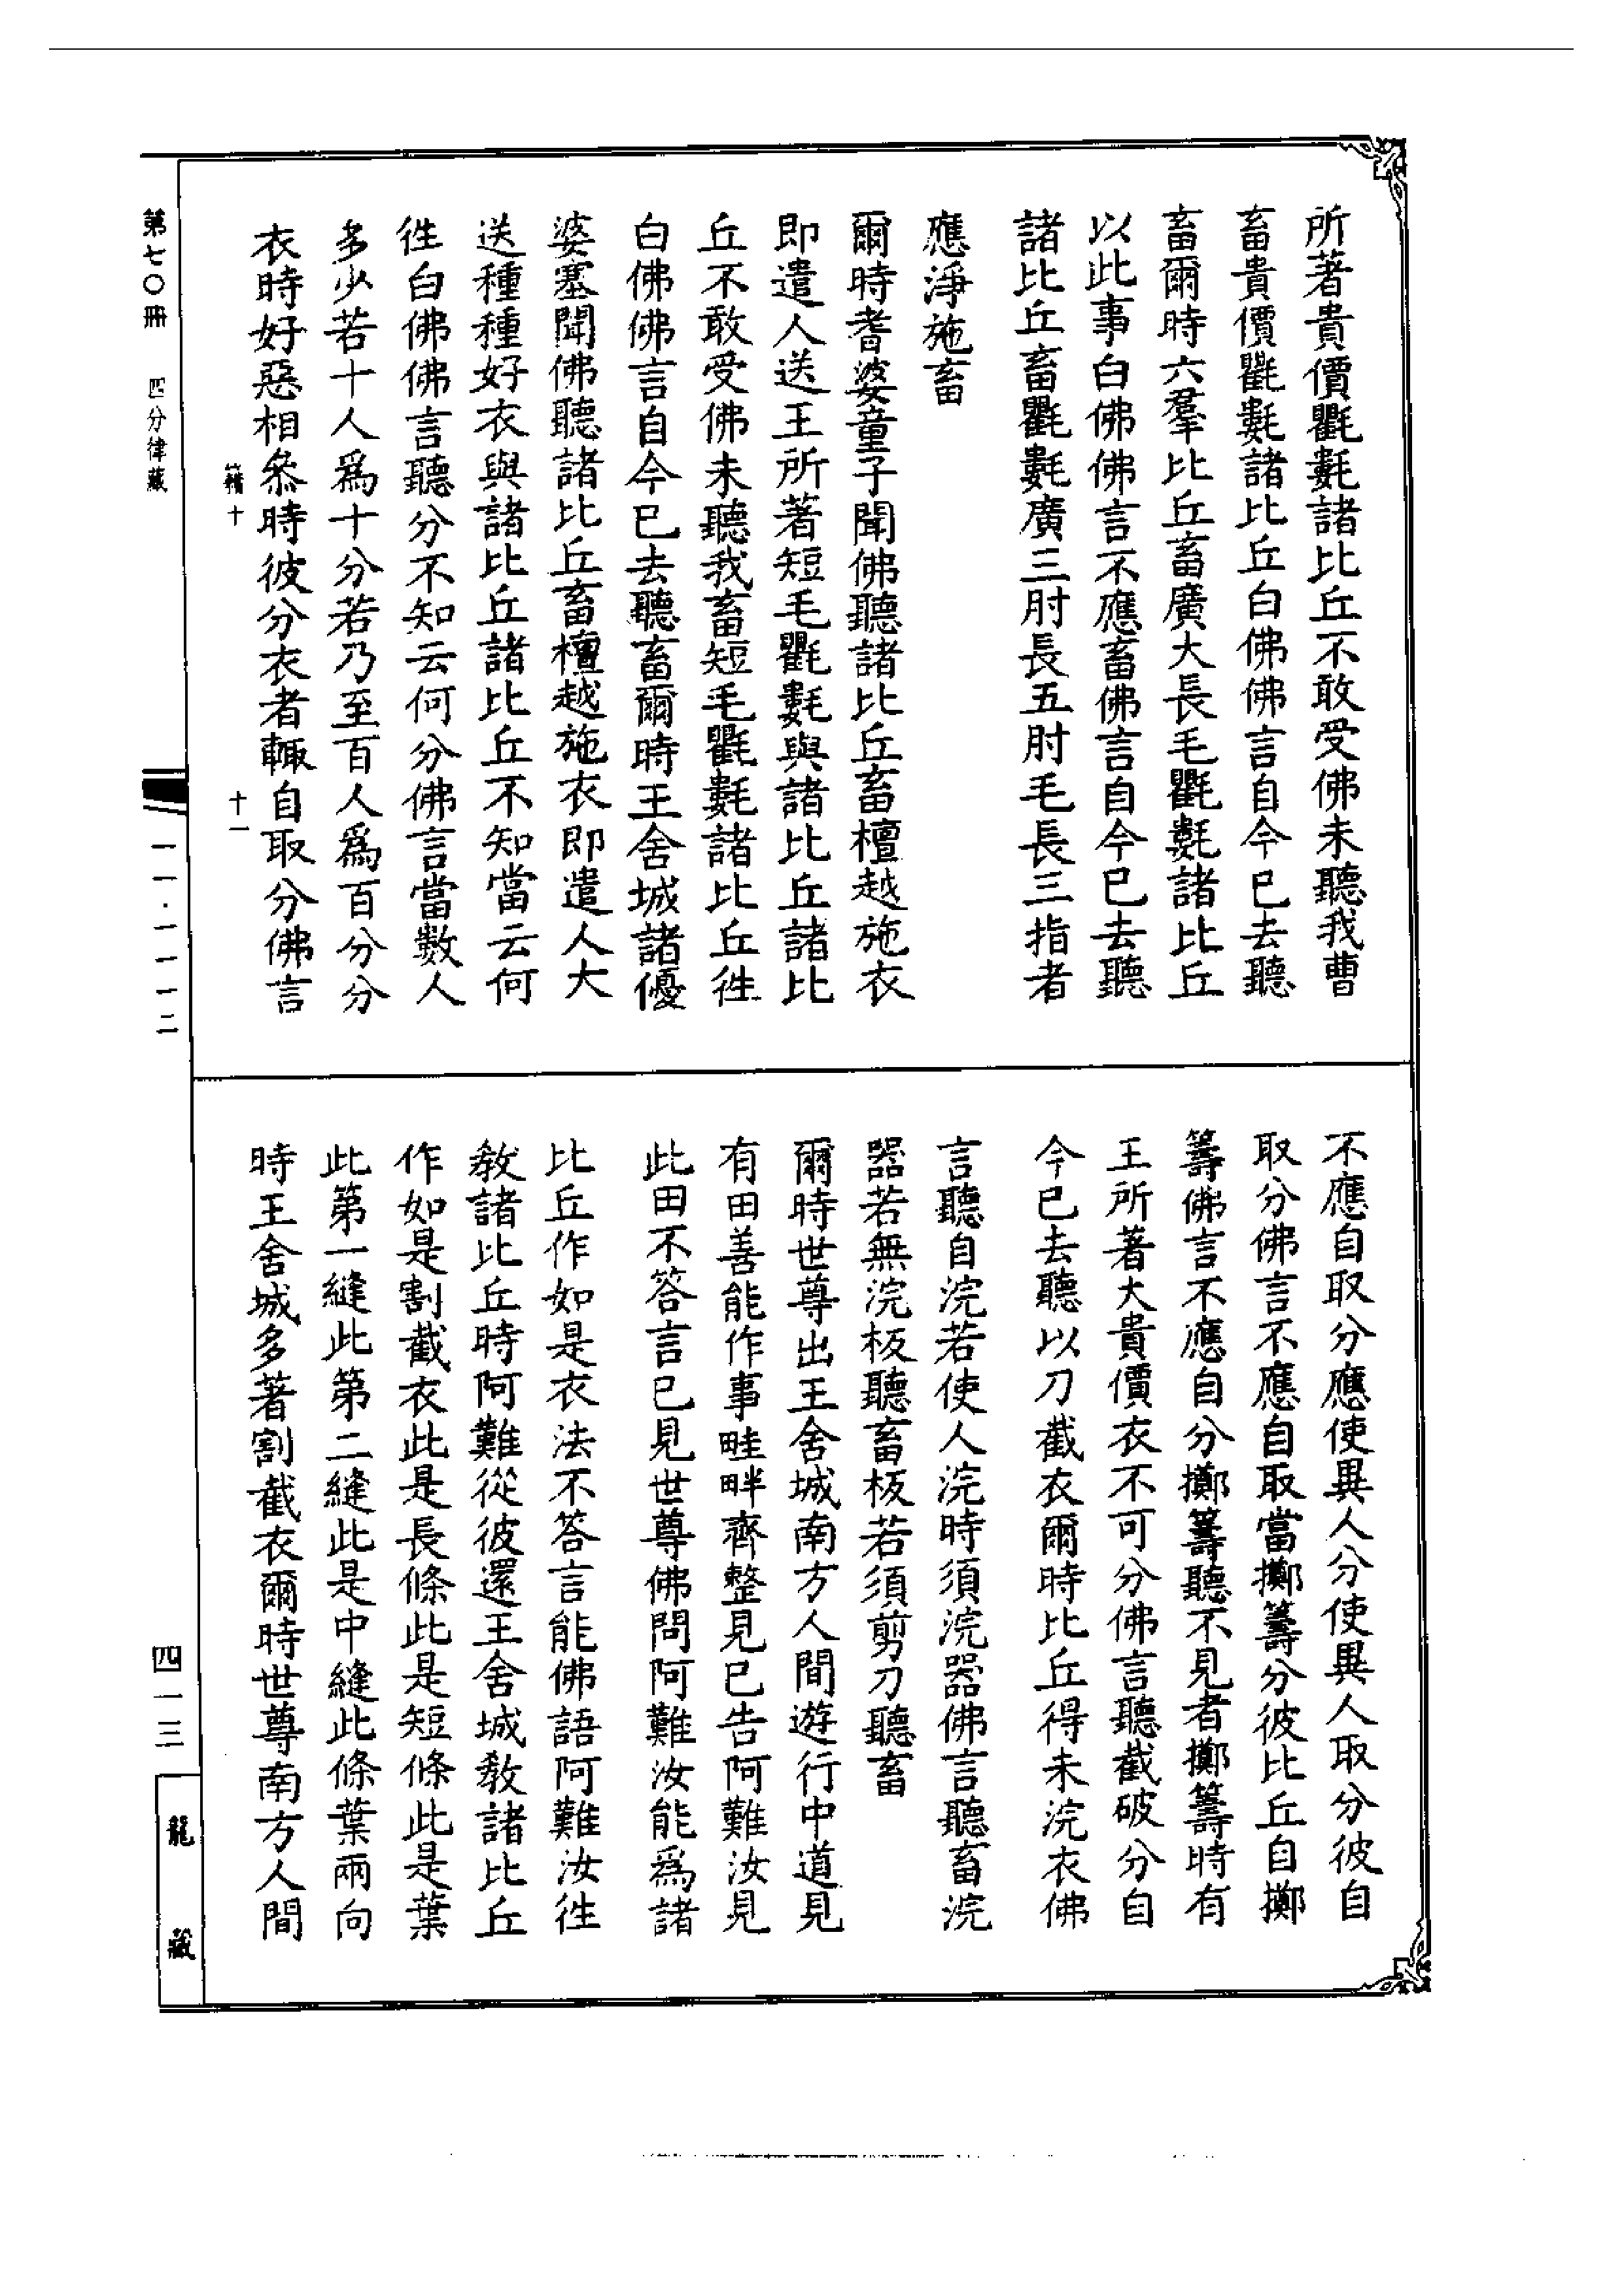 所著貴價氍氀諸比丘不敢受佛未聽我曹
畜貴價氍氀諸比丘白佛佛言自今已去聽
畜爾時六羣比丘畜廣大長毛氍氀諸比丘
以此事白佛佛言不應畜佛言自今已去聽
諸比丘畜氍氀廣三肘長五肘毛長三指者
應淨施畜
爾時耆婆童子聞佛聽諸比丘畜檀越施衣
即遣人送王所著短毛氍氀與諸比丘諸比
丘不敢受佛未聽我畜短毛氍氀諸比丘徃
白佛佛言自今已去聽畜爾時王舍城諸優
婆塞聞佛聽諸比丘畜檀越施衣即遣人大
送種種好衣與諸比丘諸比丘不知當云何
徃白佛佛言聽分不知云何分佛言當數人
多少若十人爲十分若乃至百人爲百分分
衣時好惡相叅時彼分衣者輙自取分佛言
籍十
十一
不應自取分應使異人分使異人取分彼自
取分佛言不應自取當擲籌分彼比丘自擲
籌佛言不應自分擲籌聽不見者擲籌時有
王所著大貴價衣不可分佛言聽截破分自
今已去聽以刀截衣爾時比丘得未浣衣佛
言聽自浣若使人浣時須浣器佛言聽畜浣
器若無浣板聽畜板若須剪刀聽畜
爾時世尊出王舍城南方人間遊行中道見
有田善能作事畦畔齊整見已告阿難汝見
此田不答言已見世尊佛問阿難汝能爲諸
比丘作如是衣法不答言能佛語阿難汝徃
敎諸比丘時阿難從彼還王舍城敎諸比丘
作如是割截衣此是長條此是短條此是葉
此第一縫此第二縫此是中縫此條葉兩向
時王舍城多著割截衣爾時世尊南方人間
第七〇冊
四分律藏
一一·一一一二
四一三
龍藏